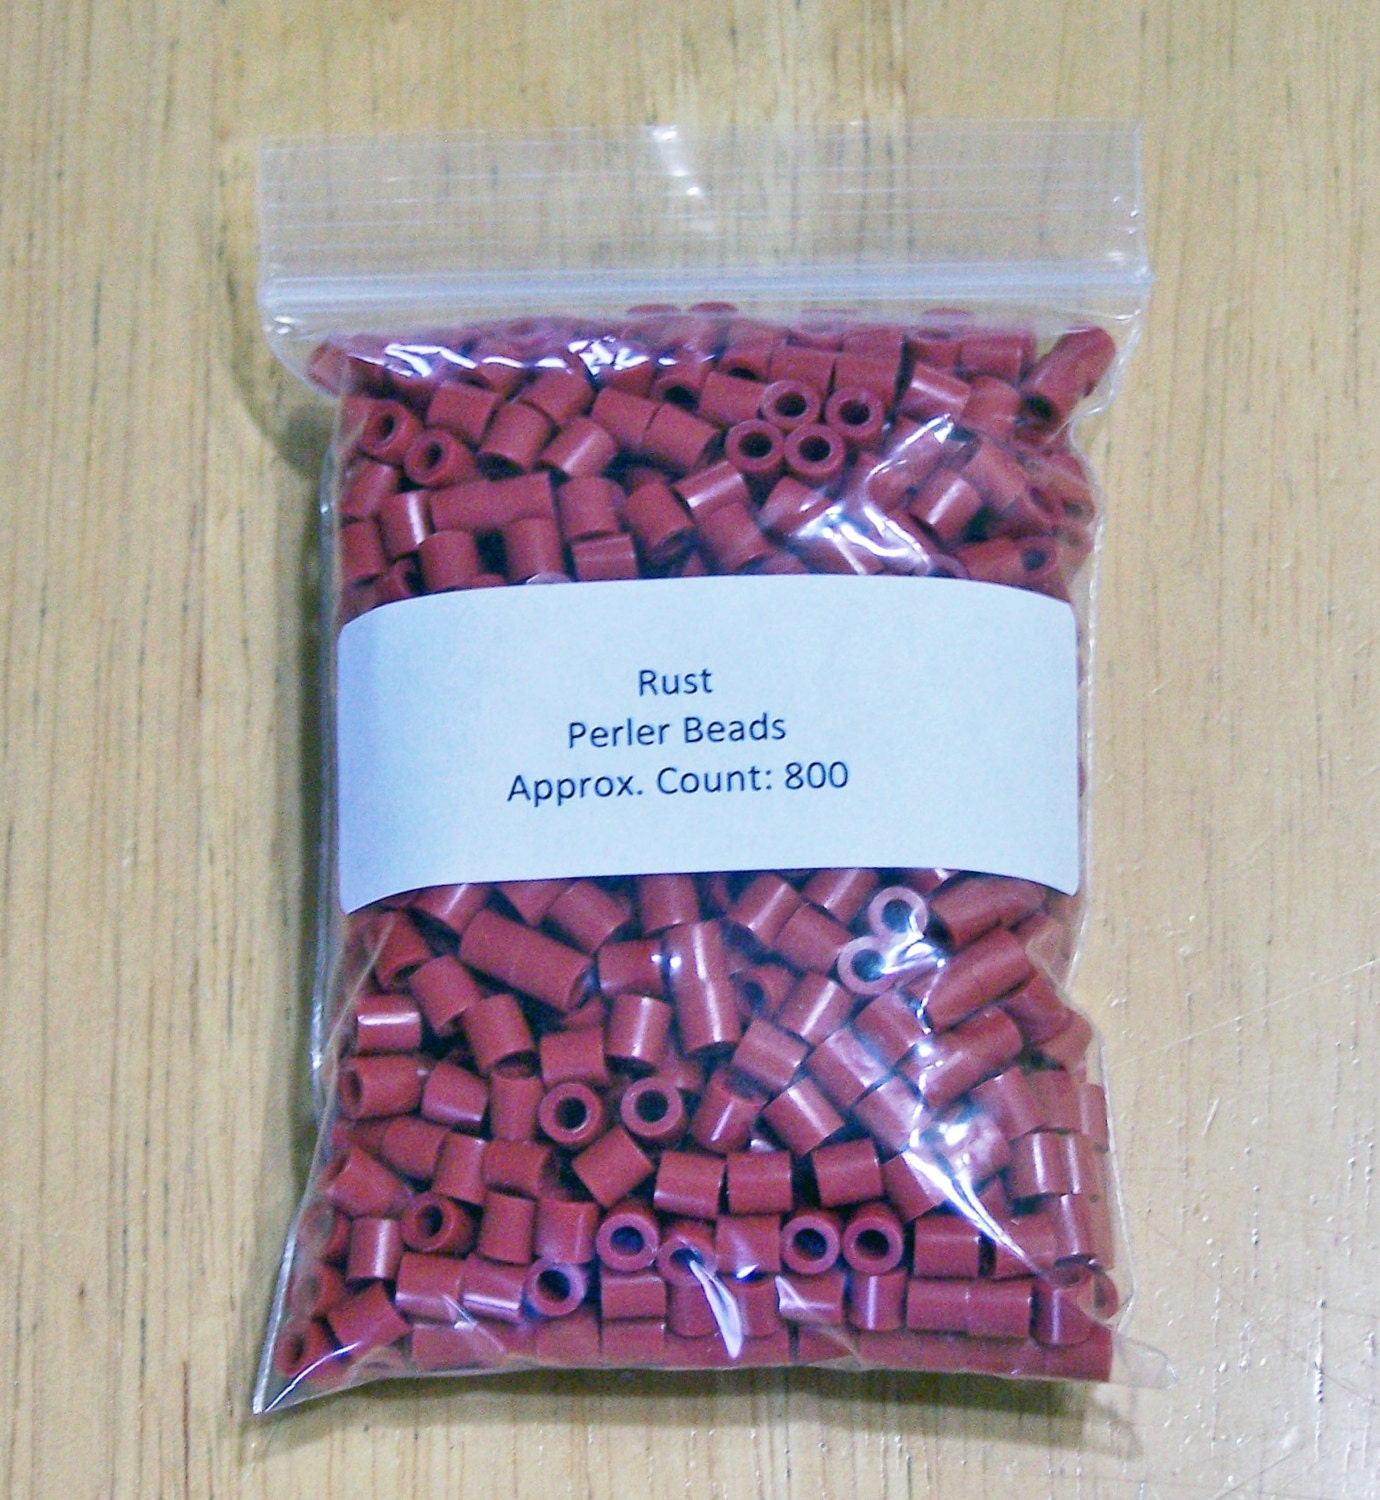 Rust
Perler Beads
Approx. Count: 800